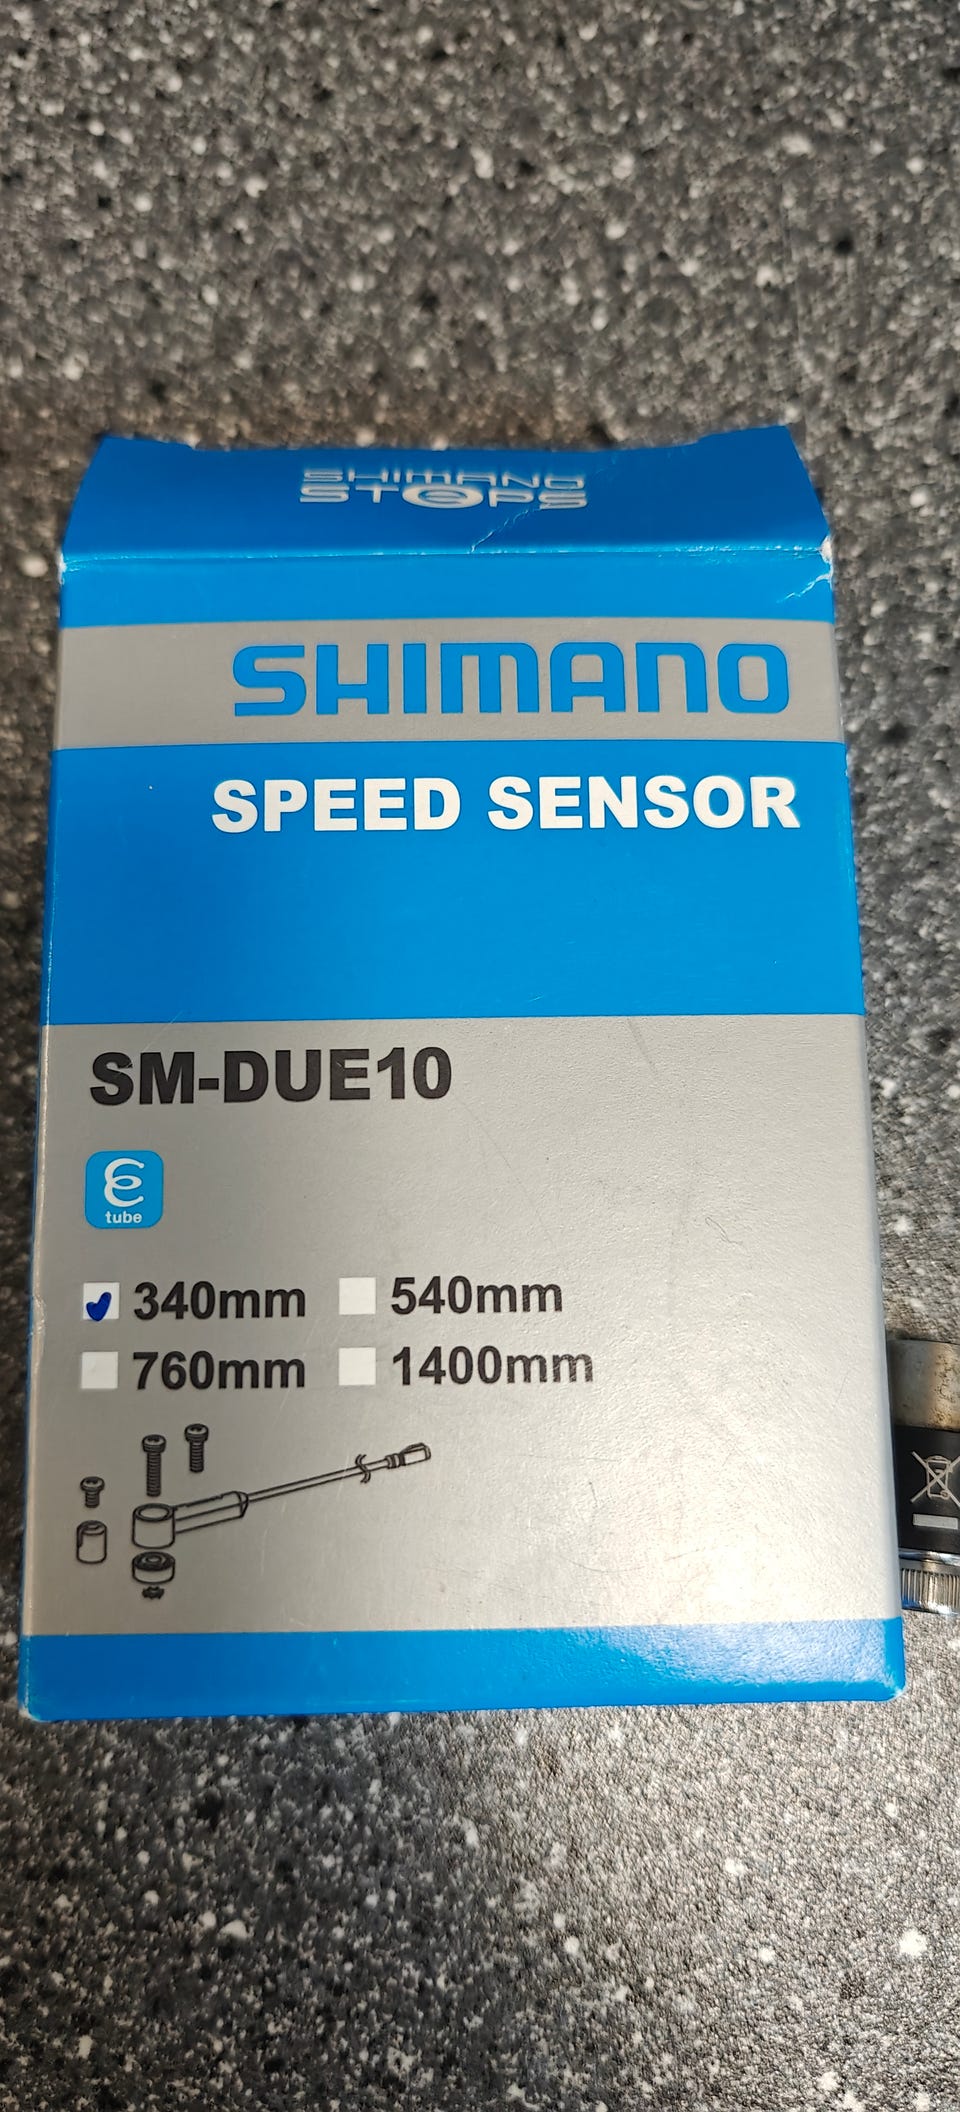 SHIMANO
STEPS
SHIMANO
SPEED SENSOR
SM-DUE10
E
tube
340mm 540mm
760mm 1400mm